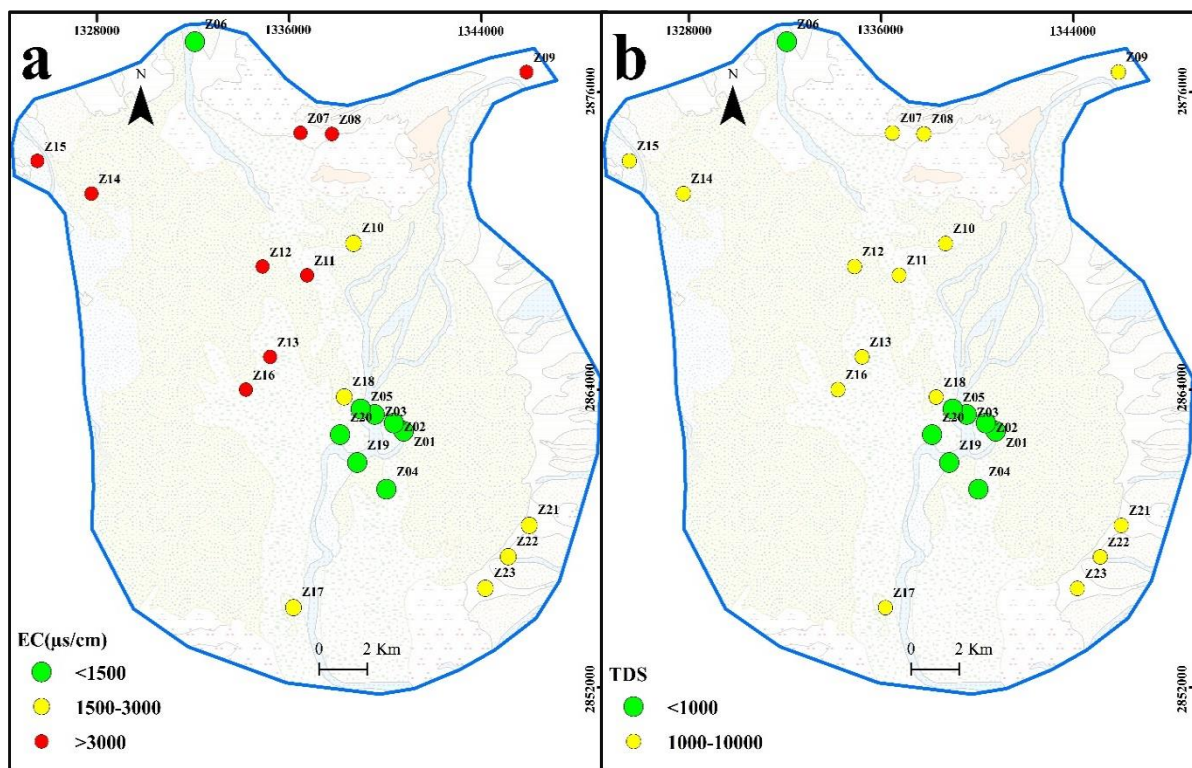 a
1328000
1336000
1344000
Z06
N
Z09
Z07
Z08
Z15
Z14
Z10
Z12
Z11
Z13
Z16
Z18
Z05
Z03
Z20
Z02
Z01
Z19
Z04
Z21
Z22
Z23
Z17
EC(µs/cm)
<1500
1500-3000
>3000
0 2 Km
2876000
2864000
2852000
b
1328000
1336000
1344000
Z06
N
Z09
Z07
Z08
Z15
Z14
Z10
Z12
Z11
Z13
Z16
Z18
Z05
Z03
Z20
Z02
Z01
Z19
Z04
Z21
Z22
Z23
Z17
TDS
<1000
1000-10000
0 2 Km
2876000
2864000
2852000